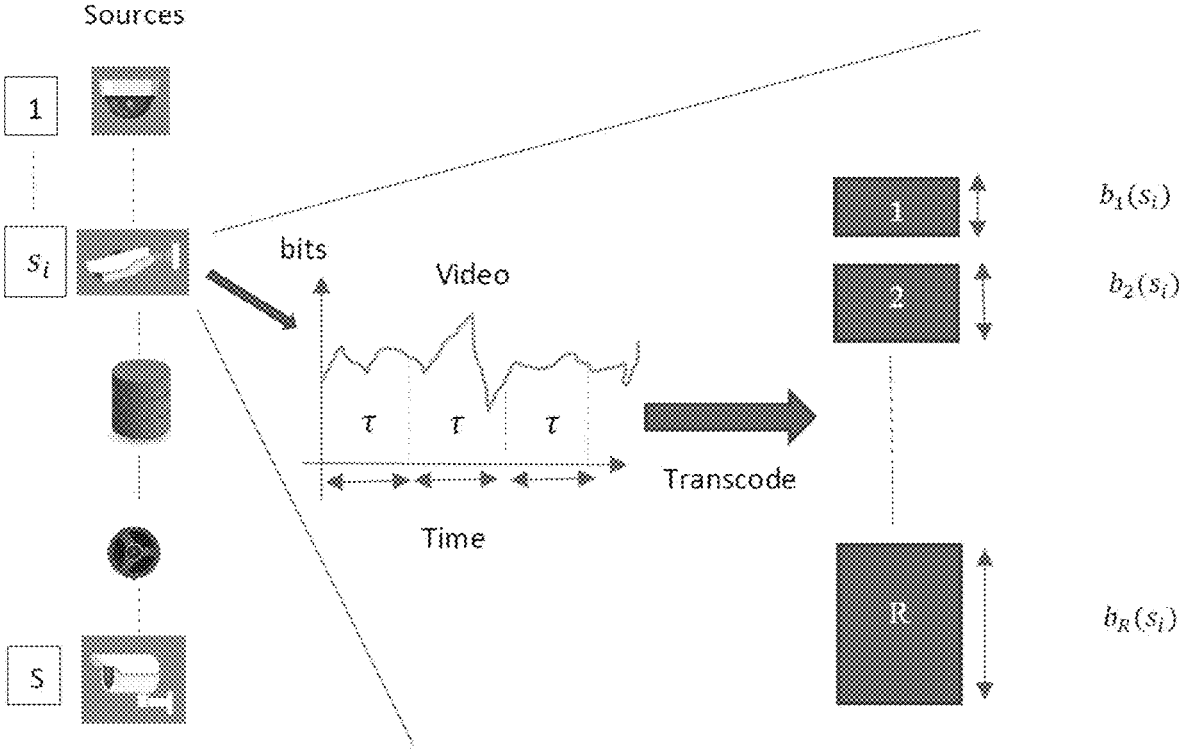 Sources
1
s_i
S
bits
Video
τ τ τ
Time
Transcode
1
2
R
b_1(s_i)
b_2(s_i)
b_R(s_i)